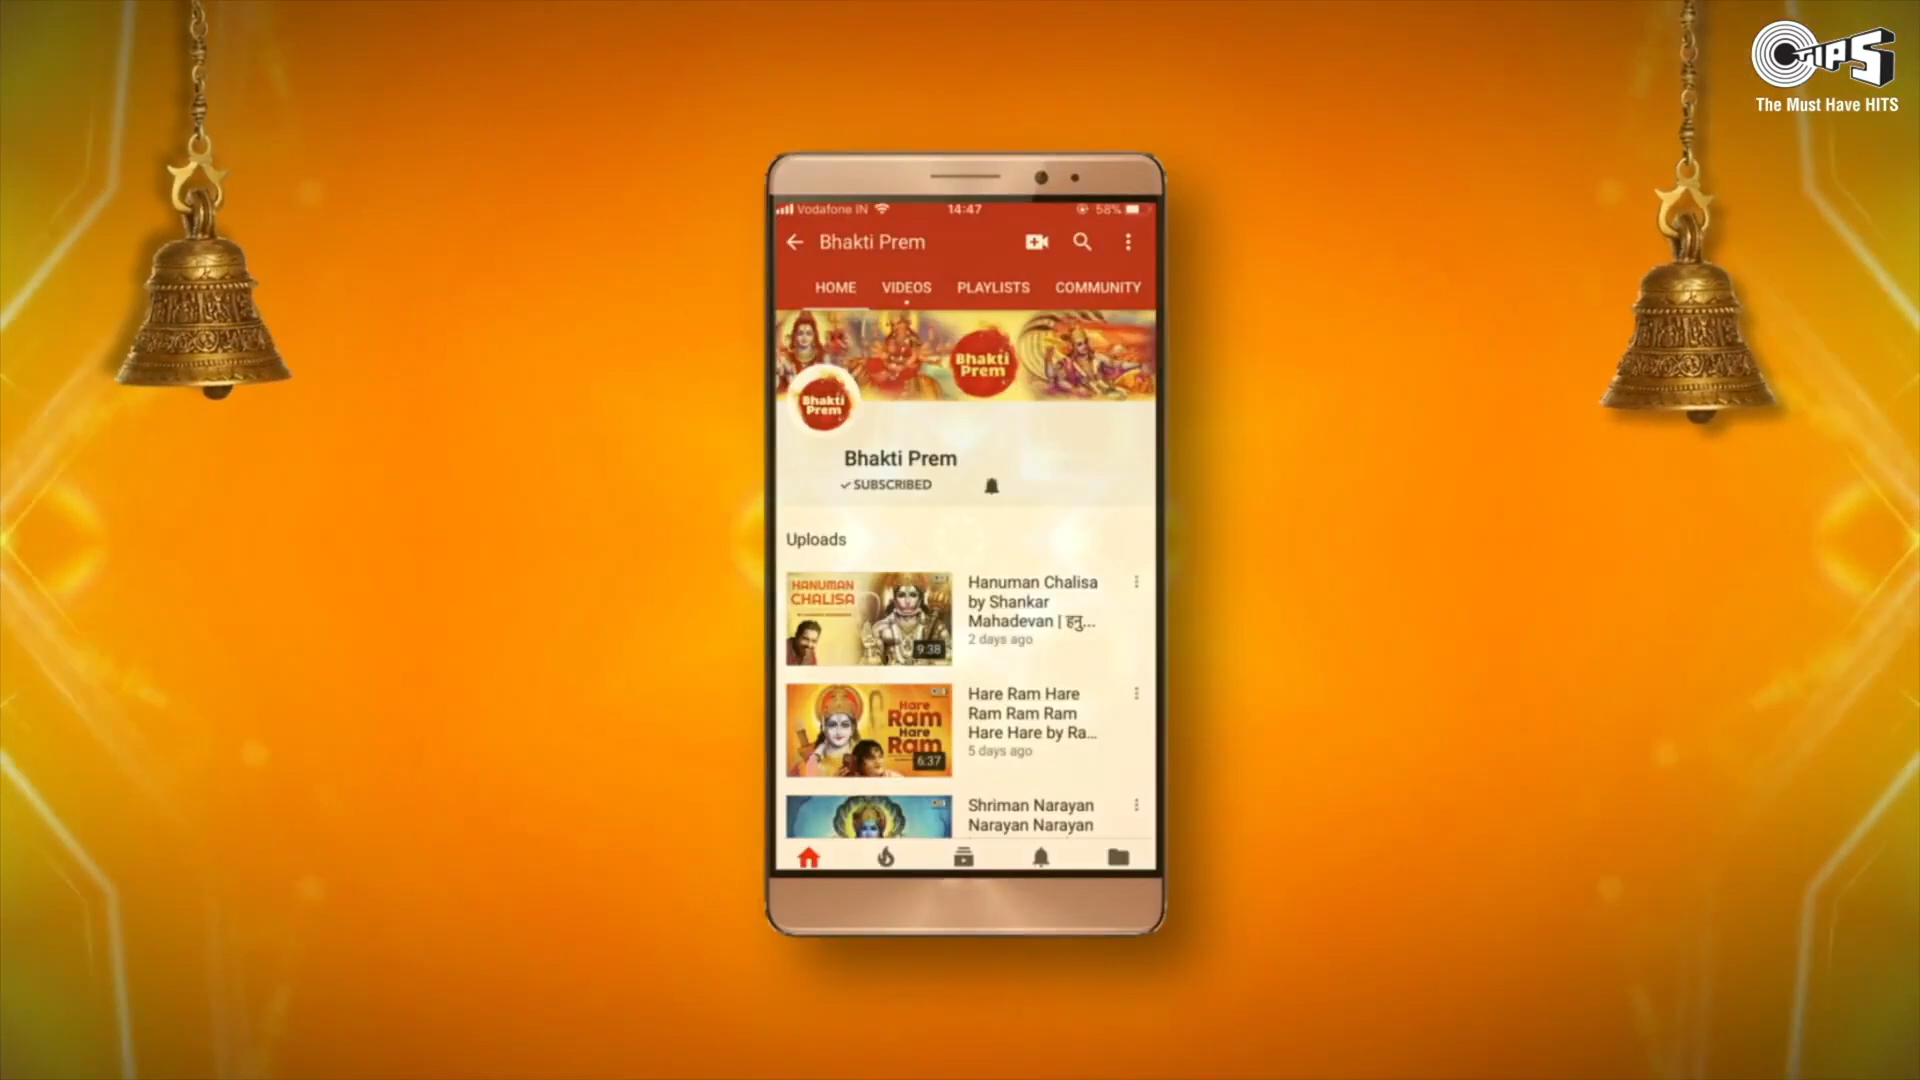 TIPS
The Must Have HITS
Vodafone IN
14:47
58%
Bhakti Prem
HOME VIDEOS PLAYLISTS COMMUNITY
Bhakti
Prem
Bhakti
Prem
Bhakti Prem
SUBSCRIBED
Uploads
HANUMAN
CHALISA
9:38
Hanuman Chalisa
by Shankar
Mahadevan | हनु...
2 days ago
Hare
Ram
Hare
Ram
6:37
Hare Ram Hare
Ram Ram Ram
Hare Hare by Ra...
5 days ago
Shriman Narayan
Narayan Narayan